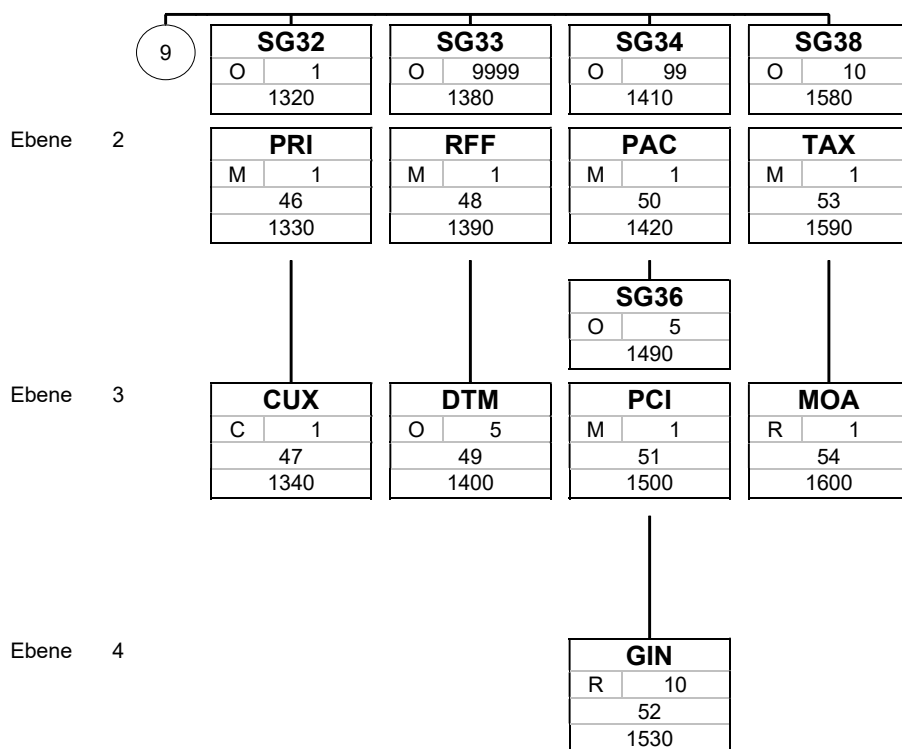 9
SG32 SG33 SG34 SG38
O 1 O 9999 O 99 O 10
1320 1380 1410 1580
Ebene 2 PRI RFF PAC TAX
M 1 M 1 M 1 M 1
46 48 50 53
1330 1390 1420 1590
SG36
O 5
1490
Ebene 3 CUX DTM PCI MOA
C 1 O 5 M 1 R 1
47 49 51 54
1340 1400 1500 1600
Ebene 4 GIN
R 10
52
1530